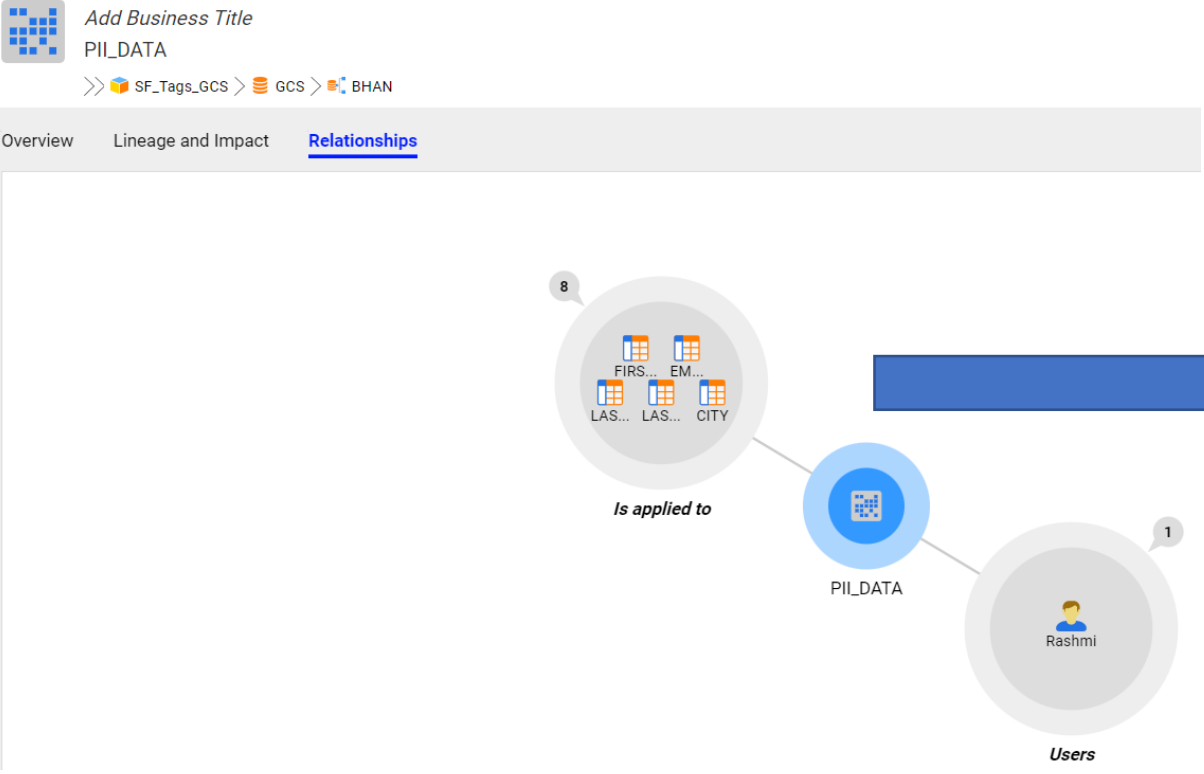 Add Business Title
PII_DATA
SF_Tags_GCS GCS BHAN
Overview Lineage and Impact Relationships
8
FIRS... EM...
LAS... LAS... CITY
Is applied to
PII_DATA
1
Rashmi
Users